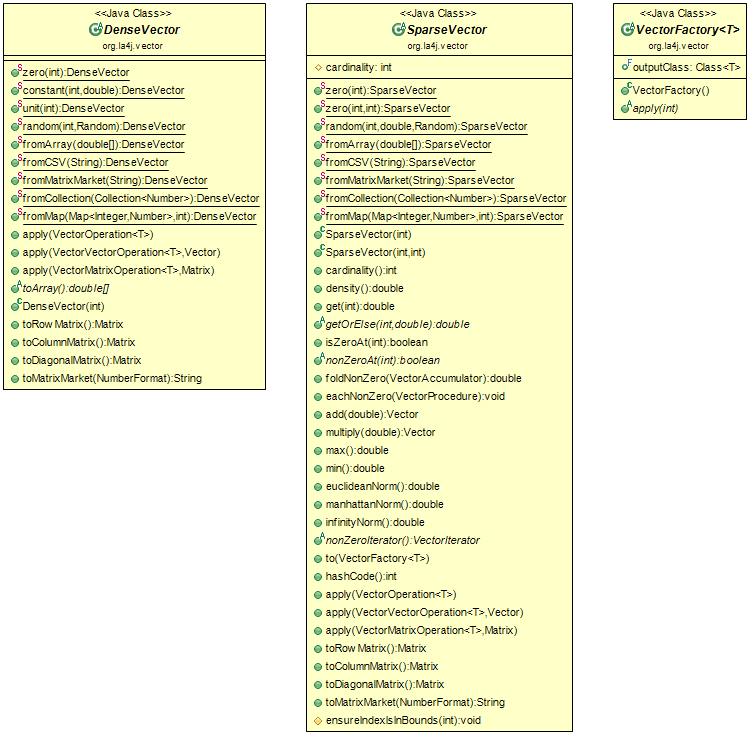 <<Java Class>>
DenseVector
org.la4j.vector
zero(int):DenseVector
constant(int,double):DenseVector
unit(int):DenseVector
random(int,Random):DenseVector
fromArray(double[]):DenseVector
fromCSV(String):DenseVector
fromMatrixMarket(String):DenseVector
fromCollection(Collection<Number>):DenseVector
fromMap(Map<Integer,Number>,int):DenseVector
apply(VectorOperation<T>)
apply(VectorVectorOperation<T>,Vector)
apply(VectorMatrixOperation<T>,Matrix)
toArray():double[]
DenseVector(int)
toRowMatrix():Matrix
toColumnMatrix():Matrix
toDiagonalMatrix():Matrix
toMatrixMarket(NumberFormat):String
<<Java Class>>
SparseVector
org.la4j.vector
cardinality: int
zero(int):SparseVector
zero(int,int):SparseVector
random(int,double,Random):SparseVector
fromArray(double[]):SparseVector
fromCSV(String):SparseVector
fromMatrixMarket(String):SparseVector
fromCollection(Collection<Number>):SparseVector
fromMap(Map<Integer,Number>,int):SparseVector
SparseVector(int)
SparseVector(int,int)
cardinality():int
density():double
get(int):double
getOrElse(int,double):double
isZeroAt(int):boolean
nonZeroAt(int):boolean
foldNonZero(VectorAccumulator):double
eachNonZero(VectorProcedure):void
add(double):Vector
multiply(double):Vector
max():double
min():double
euclideanNorm():double
manhattanNorm():double
infinityNorm():double
nonZeroIterator():VectorIterator
to(VectorFactory<T>)
hashCode():int
apply(VectorOperation<T>)
apply(VectorVectorOperation<T>,Vector)
apply(VectorMatrixOperation<T>,Matrix)
toRowMatrix():Matrix
toColumnMatrix():Matrix
toDiagonalMatrix():Matrix
toMatrixMarket(NumberFormat):String
ensureIndexIsInBounds(int):void
<<Java Class>>
VectorFactory<T>
org.la4j.vector
outputClass: Class<T>
VectorFactory()
apply(int)